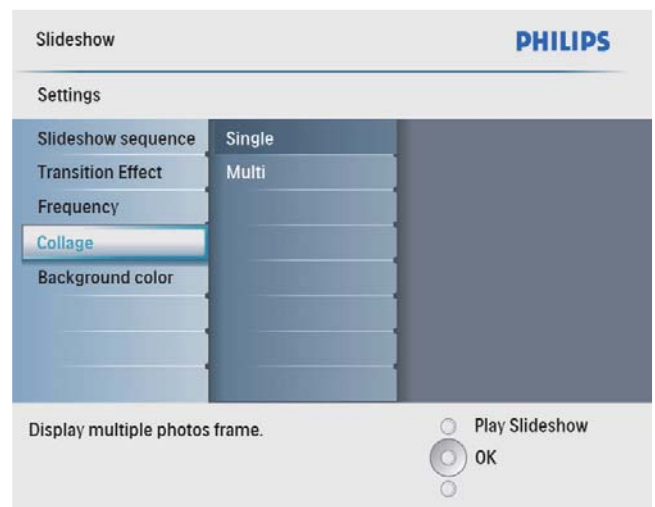 Slideshow
PHILIPS
Settings
Slideshow sequence
Single
Transition Effect
Multi
Frequency
Collage
Background color
Display multiple photos frame.
Play Slideshow
OK